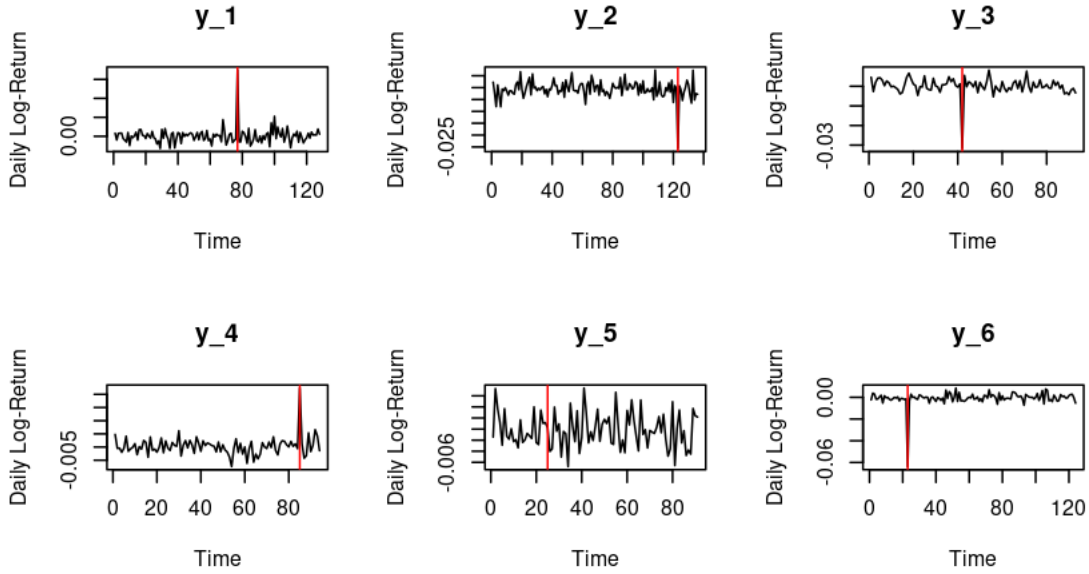 y_1 y_2 y_3
Daily Log-Return Daily Log-Return Daily Log-Return
0.00 -0.025 -0.03
0 40 80 120 0 40 80 120 0 20 40 60 80
Time Time Time
y_4 y_5 y_6
Daily Log-Return Daily Log-Return Daily Log-Return
-0.005 -0.006 -0.06 0.00
0 20 40 60 80 0 20 40 60 80 0 40 80 120
Time Time Time